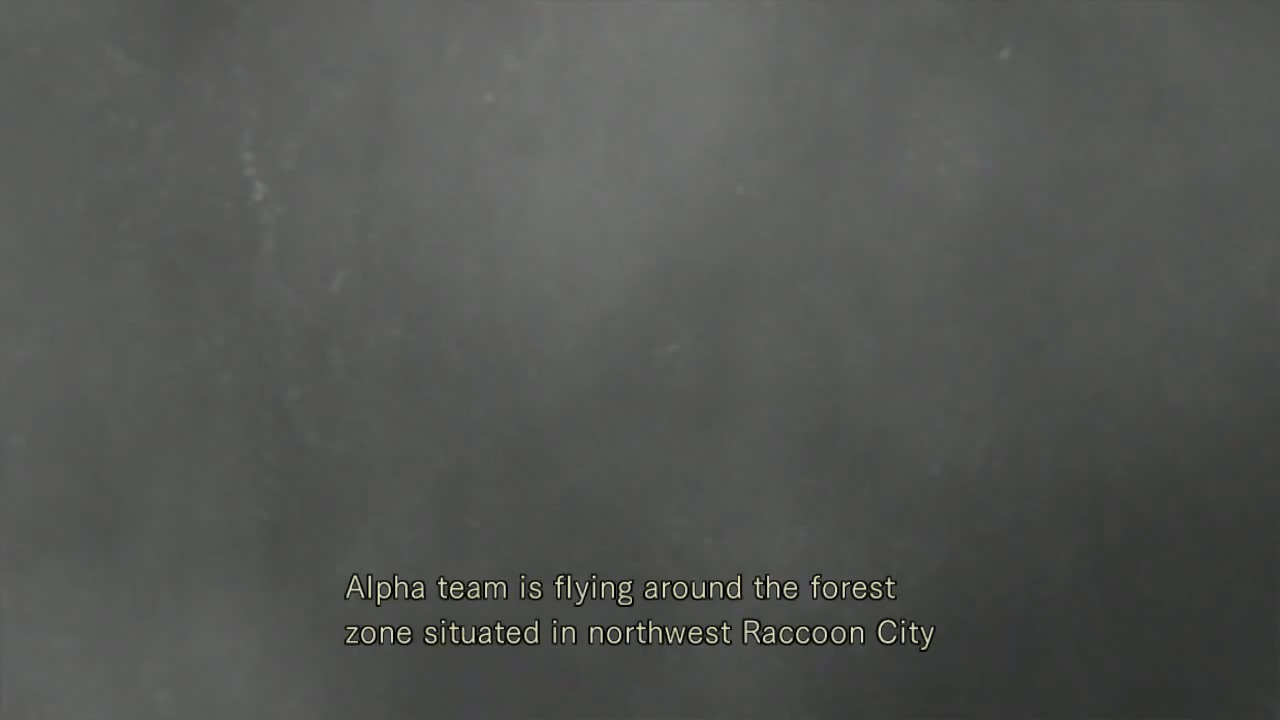 Alpha team is flying around the forest
zone situated in northwest Raccoon City